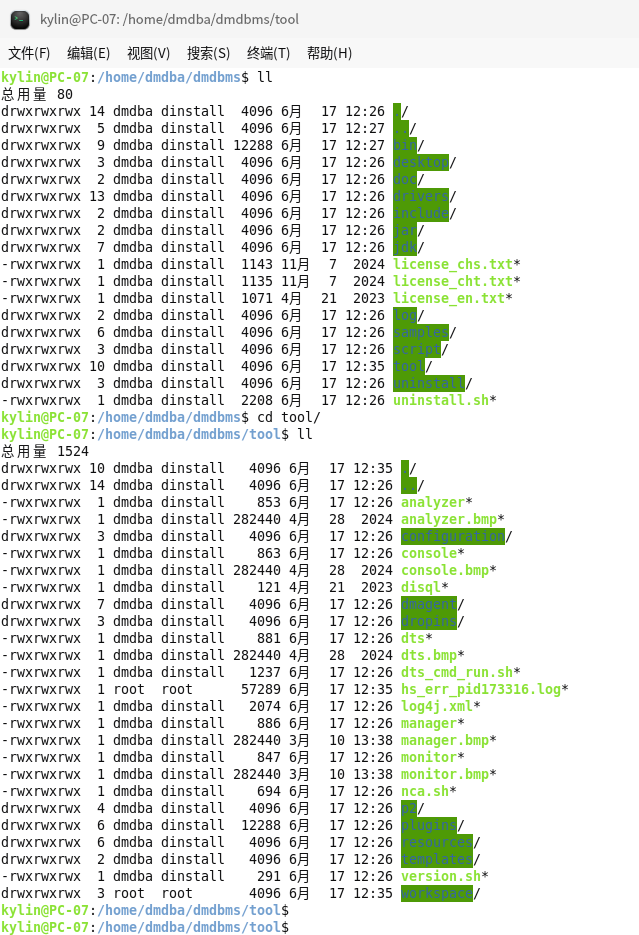 kylin@PC-07: /home/dmdba/dmdbms/tool
文件(F) 编辑(E) 视图(V) 搜索(S) 终端(T) 帮助(H)
kylin@PC-07:/home/dmdba/dmdbms$ ll
总用量 80
drwxrwxrwx 14 dmdba dinstall  4096 6月  17 12:26 ./
drwxrwxrwx  5 dmdba dinstall  4096 6月  17 12:27 ../
drwxrwxrwx  9 dmdba dinstall 12288 6月  17 12:27 bin/
drwxrwxrwx  3 dmdba dinstall  4096 6月  17 12:26 desktop/
drwxrwxrwx  2 dmdba dinstall  4096 6月  17 12:26 doc/
drwxrwxrwx 13 dmdba dinstall  4096 6月  17 12:26 drivers/
drwxrwxrwx  2 dmdba dinstall  4096 6月  17 12:26 include/
drwxrwxrwx  2 dmdba dinstall  4096 6月  17 12:26 jar/
drwxrwxrwx  7 dmdba dinstall  4096 6月  17 12:26 jdk/
-rwxrwxrwx  1 dmdba dinstall  1143 11月  7  2024 license_chs.txt*
-rwxrwxrwx  1 dmdba dinstall  1135 11月  7  2024 license_cht.txt*
-rwxrwxrwx  1 dmdba dinstall  1071 4月  21  2023 license_en.txt*
drwxrwxrwx  2 dmdba dinstall  4096 6月  17 12:26 log/
drwxrwxrwx  6 dmdba dinstall  4096 6月  17 12:26 samples/
drwxrwxrwx  3 dmdba dinstall  4096 6月  17 12:26 script/
drwxrwxrwx 10 dmdba dinstall  4096 6月  17 12:35 tool/
drwxrwxrwx  3 dmdba dinstall  4096 6月  17 12:26 uninstall/
-rwxrwxrwx  1 dmdba dinstall  2208 6月  17 12:26 uninstall.sh*
kylin@PC-07:/home/dmdba/dmdbms$ cd tool/
kylin@PC-07:/home/dmdba/dmdbms/tool$ ll
总用量 1524
drwxrwxrwx 10 dmdba dinstall   4096 6月  17 12:35 ./
drwxrwxrwx 14 dmdba dinstall   4096 6月  17 12:26 ../
-rwxrwxrwx  1 dmdba dinstall    853 6月  17 12:26 analyzer*
-rwxrwxrwx  1 dmdba dinstall 282440 4月  28  2024 analyzer.bmp*
drwxrwxrwx  3 dmdba dinstall   4096 6月  17 12:26 configuration/
-rwxrwxrwx  1 dmdba dinstall    863 6月  17 12:26 console*
-rwxrwxrwx  1 dmdba dinstall 282440 4月  28  2024 console.bmp*
-rwxrwxrwx  1 dmdba dinstall    121 4月  21  2023 disql*
drwxrwxrwx  7 dmdba dinstall   4096 6月  17 12:26 dmagent/
drwxrwxrwx  3 dmdba dinstall   4096 6月  17 12:26 dropins/
-rwxrwxrwx  1 dmdba dinstall    881 6月  17 12:26 dts*
-rwxrwxrwx  1 dmdba dinstall 282440 4月  28  2024 dts.bmp*
-rwxrwxrwx  1 dmdba dinstall   1237 6月  17 12:26 dts_cmd_run.sh*
-rwxrwxrwx  1 root  root      57289 6月  17 12:35 hs_err_pid173316.log*
-rwxrwxrwx  1 dmdba dinstall   2074 6月  17 12:26 log4j.xml*
-rwxrwxrwx  1 dmdba dinstall    886 6月  17 12:26 manager*
-rwxrwxrwx  1 dmdba dinstall 282440 3月  10 13:38 manager.bmp*
-rwxrwxrwx  1 dmdba dinstall    847 6月  17 12:26 monitor*
-rwxrwxrwx  1 dmdba dinstall 282440 3月  10 13:38 monitor.bmp*
-rwxrwxrwx  1 dmdba dinstall    694 6月  17 12:26 nca.sh*
drwxrwxrwx  4 dmdba dinstall   4096 6月  17 12:26 p2/
drwxrwxrwx  6 dmdba dinstall  12288 6月  17 12:26 plugins/
drwxrwxrwx  6 dmdba dinstall   4096 6月  17 12:26 resources/
drwxrwxrwx  2 dmdba dinstall   4096 6月  17 12:26 templates/
-rwxrwxrwx  1 dmdba dinstall    291 6月  17 12:26 version.sh*
drwxrwxrwx  3 root  root       4096 6月  17 12:35 workspace/
kylin@PC-07:/home/dmdba/dmdbms/tool$
kylin@PC-07:/home/dmdba/dmdbms/tool$